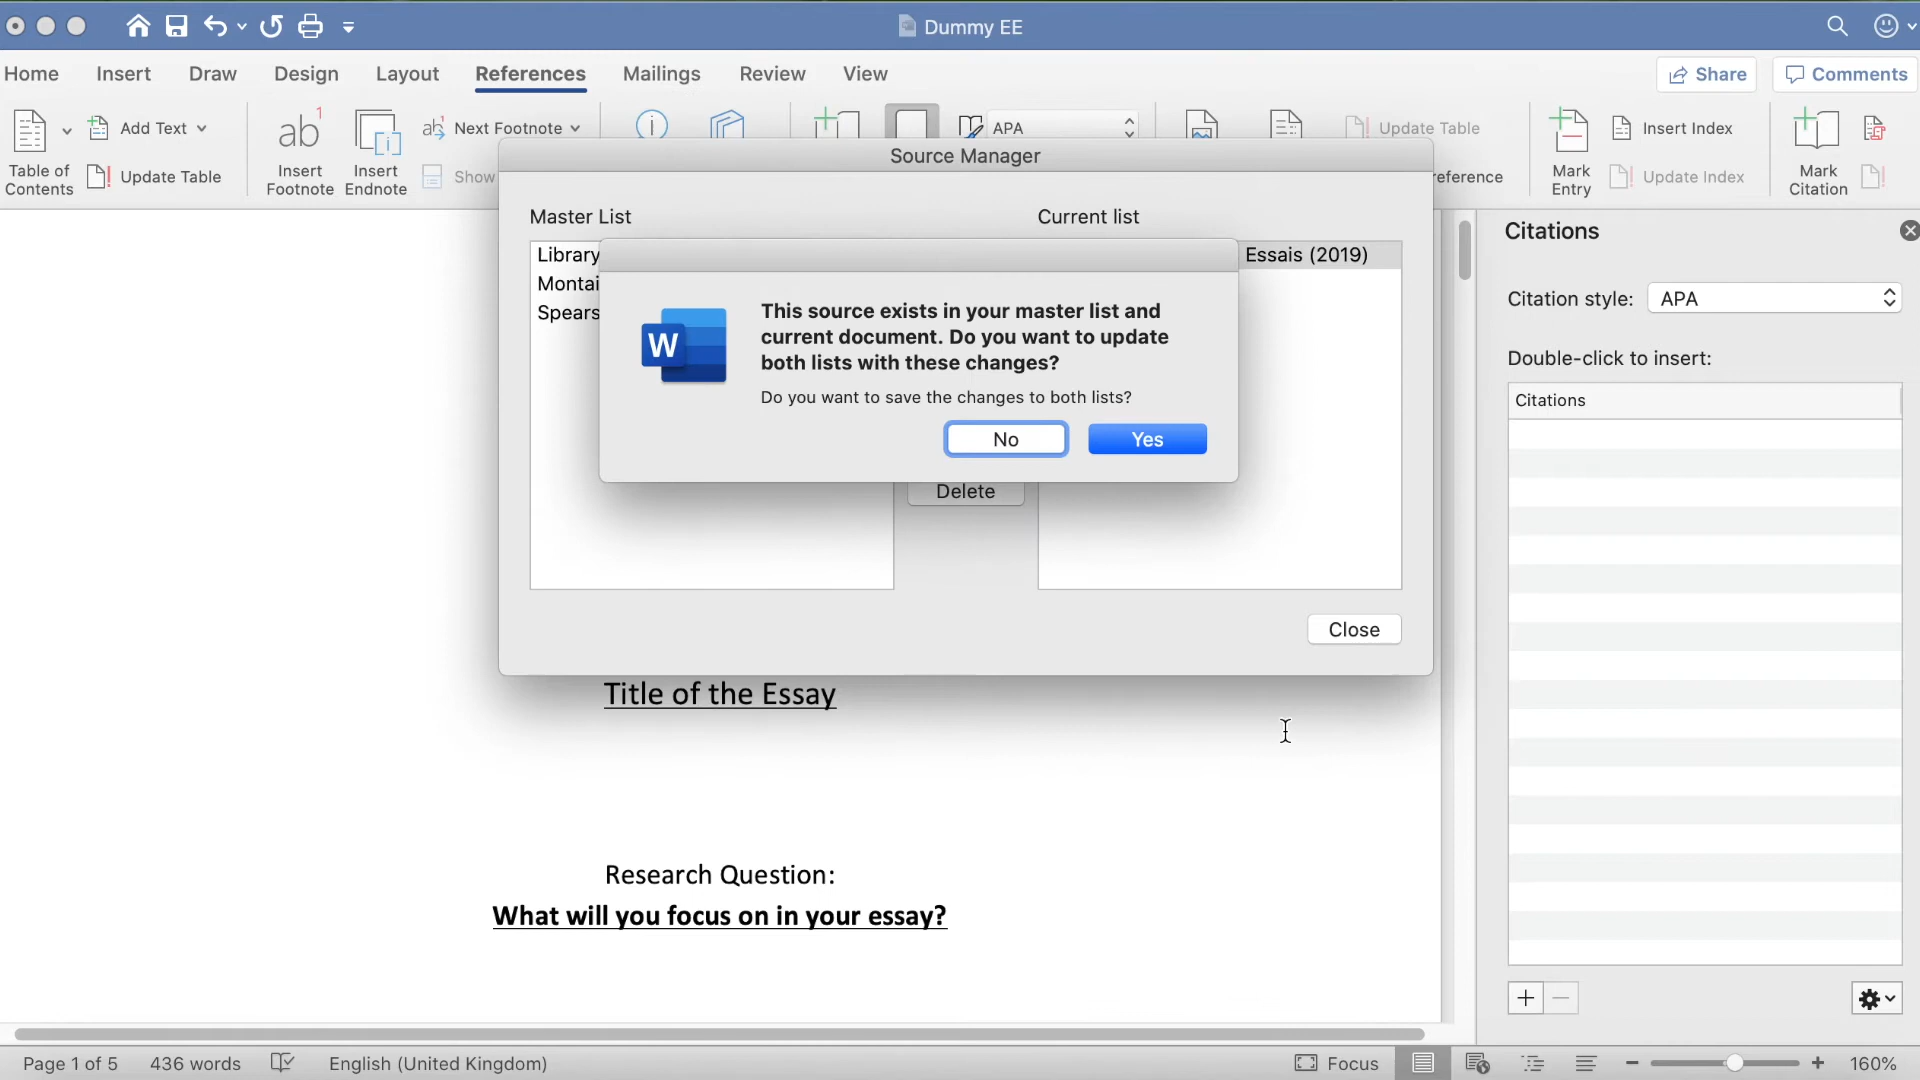 Dummy EE
Home Insert Draw Design Layout References Mailings Review View Share Comments
Table of Contents
Add Text
Update Table
ab 1
Insert Footnote
Insert Endnote
ab Next Footnote
Show
APA
Update Table
eference
Mark Entry
Insert Index
Update Index
Mark Citation
Source Manager
Master List
Current list
Library
Montai
Spears
Essais (2019)
W
This source exists in your master list and
current document. Do you want to update
both lists with these changes?
Do you want to save the changes to both lists?
No
Yes
Delete
Close
Citations
Citation style: APA
Double-click to insert:
Citations
Title of the Essay
Research Question:
What will you focus on in your essay?
Page 1 of 5 436 words English (United Kingdom) Focus 160%